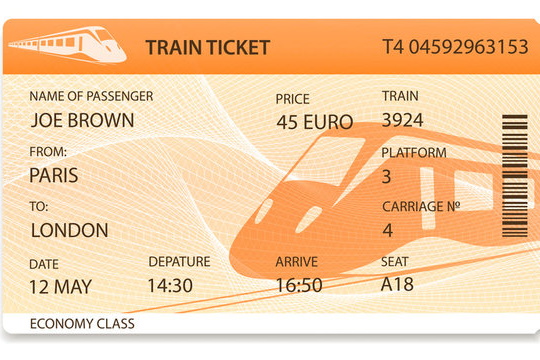 TRAIN TICKET
T4 04592963153
NAME OF PASSENGER
JOE BROWN
PRICE
45 EURO
TRAIN
3924
FROM:
PARIS
PLATFORM
3
TO:
LONDON
CARRIAGE Nº
4
DATE
12 MAY
DEPATURE
14:30
ARRIVE
16:50
SEAT
A18
ECONOMY CLASS